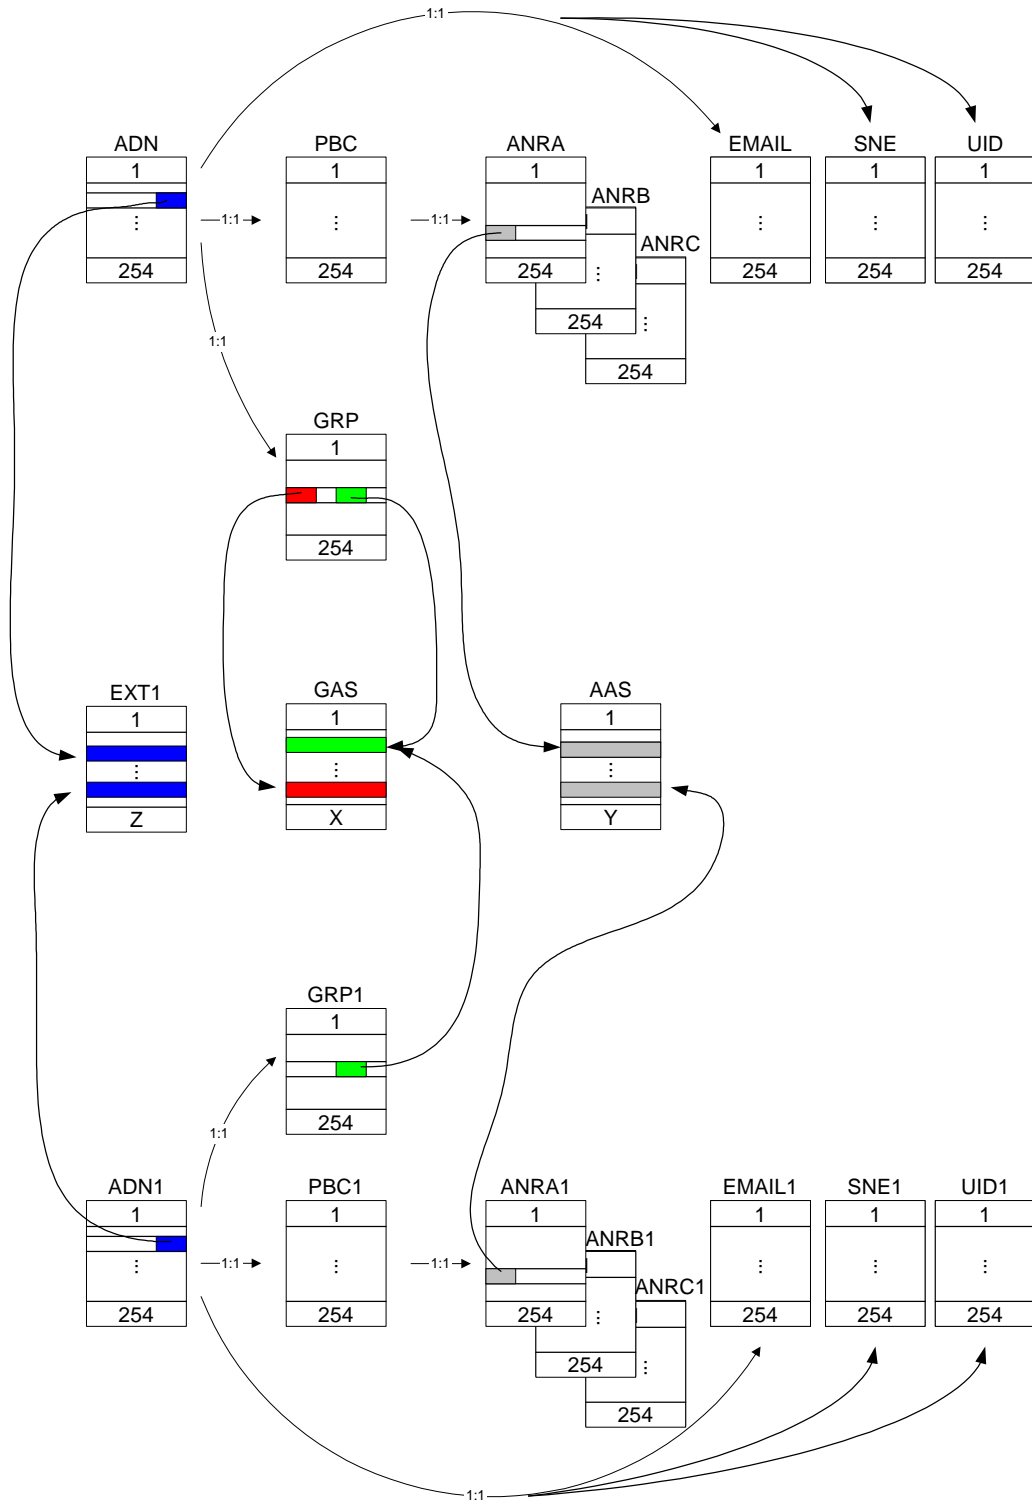 1:1
ADN PBC ANRA EMAIL SNE UID
1 1 1 1 1 1
ANRB
⋮ 1:1 ⋮ 1:1
ANRC
254 254 254 ⋮ 254 254 254
254 ⋮
1:1
254
GRP
1
254
EXT1 GAS AAS
1 1 1
⋮ ⋮ ⋮
Z X Y
GRP1
1
254
1:1
ADN1 PBC1 ANRA1 EMAIL1 SNE1 UID1
1 1 1 1 1 1
ANRB1
⋮ 1:1 ⋮ 1:1 ⋮ ⋮ ⋮
ANRC1
254 254 254 ⋮ 254 254 254
254 ⋮
254
1:1